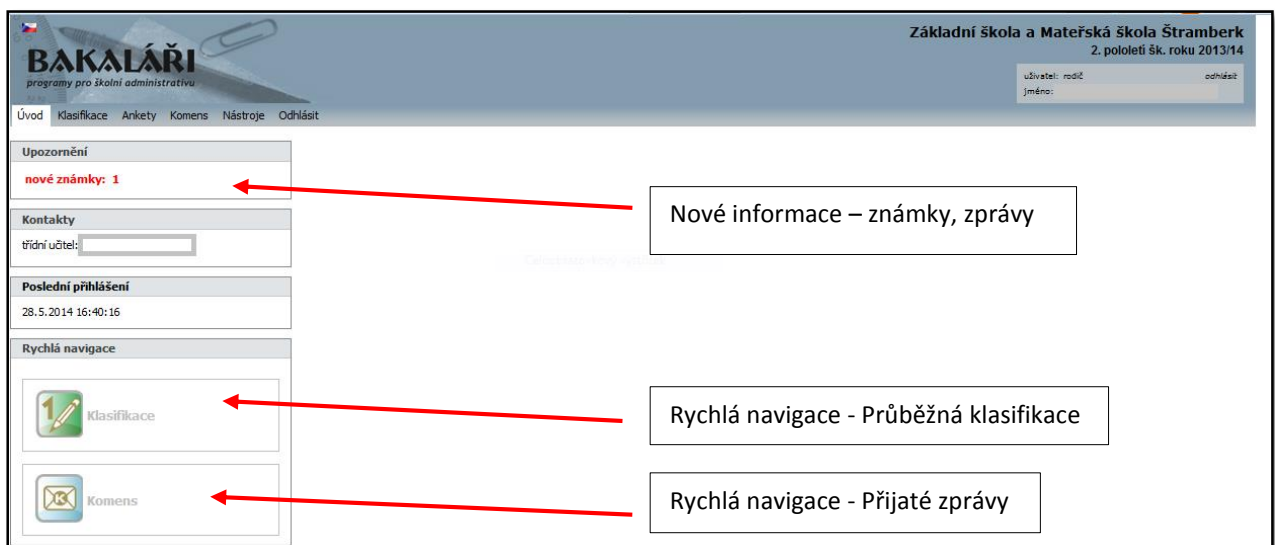 BAKALÁŘI
programy pro školní administrativu
Základní škola a Mateřská škola Štramberk
2. pololetí šk. roku 2013/14
uživatel: rodič odhlásit
jméno:
Úvod Klasifikace Ankety Komens Nástroje Odhlásit
Upozornění
nové známky: 1
Nové informace – známky, zprávy
Kontakty
třídní učitel:
Poslední přihlášení
28.5.2014 16:40:16
Rychlá navigace
1 Klasifikace
Rychlá navigace - Průběžná klasifikace
K Komens
Rychlá navigace - Přijaté zprávy